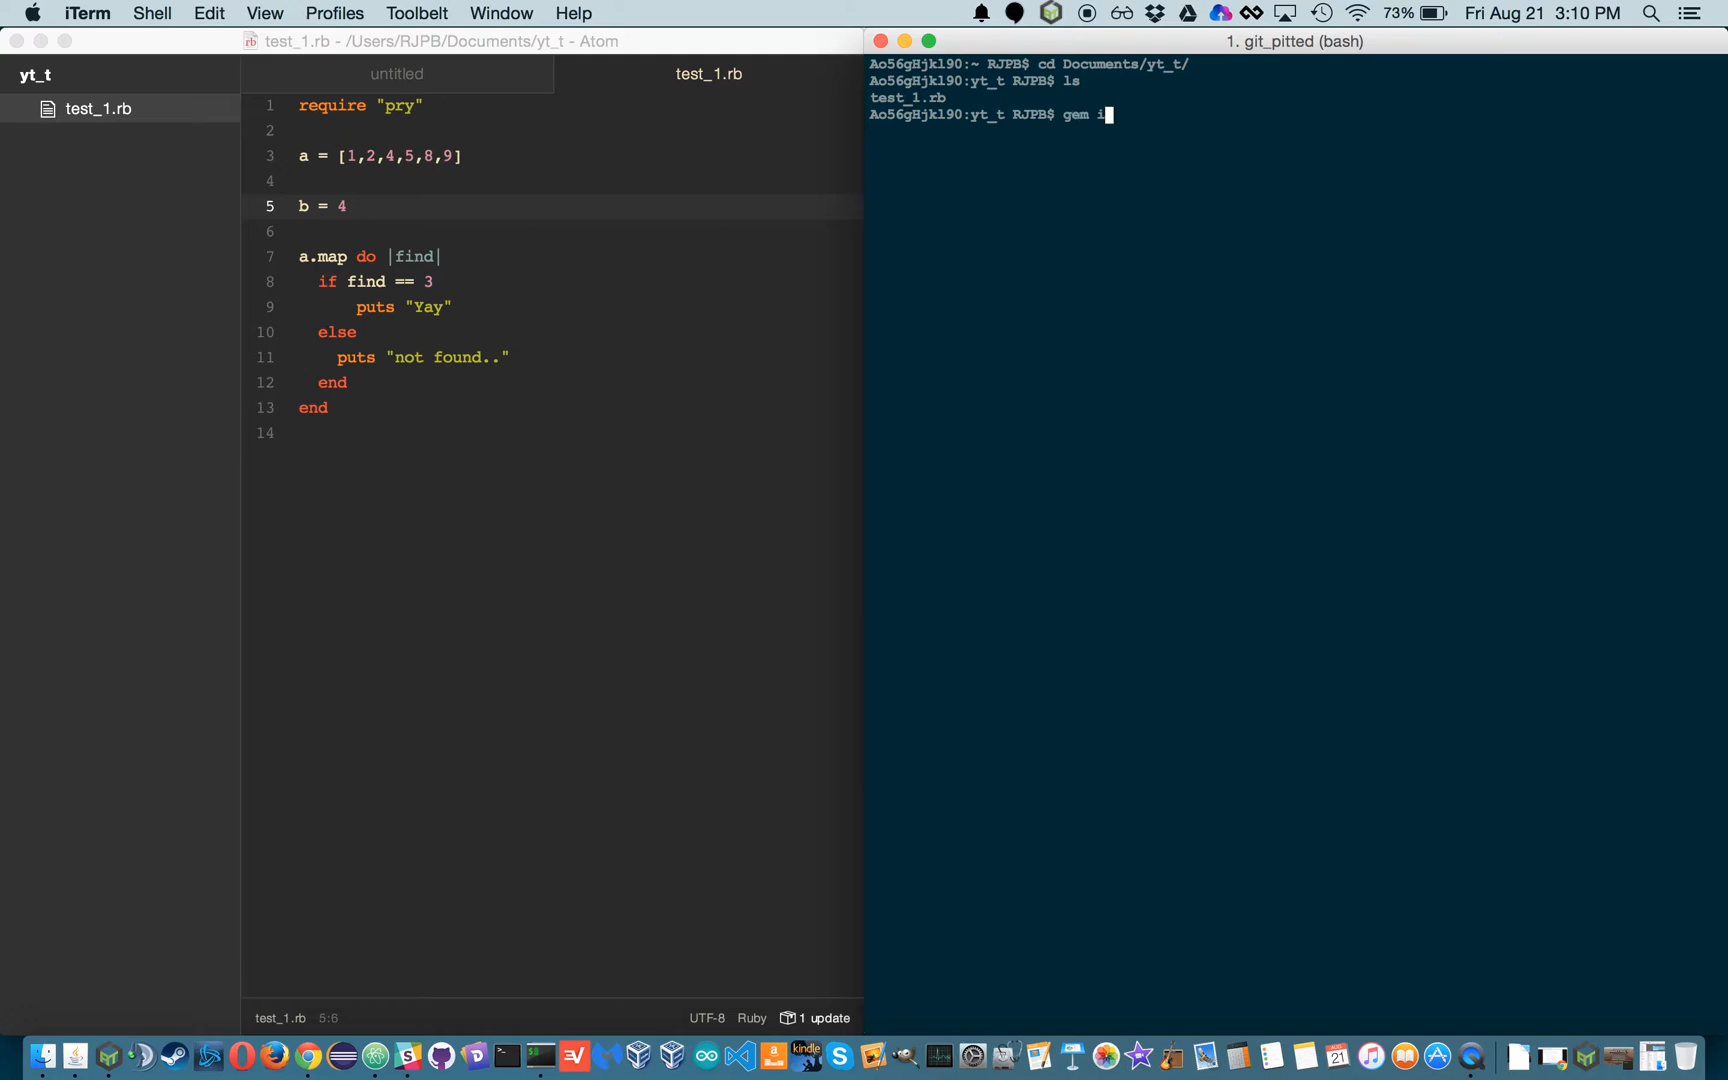 iTerm Shell Edit View Profiles Toolbelt Window Help 73% Fri Aug 21 3:10 PM
test_1.rb - /Users/RJPB/Documents/yt_t - Atom
yt_t
test_1.rb
untitled test_1.rb
1 require "pry"
2
3 a = [1,2,4,5,8,9]
4
5 b = 4
6
7 a.map do |find|
8 if find == 3
9 puts "Yay"
10 else
11 puts "not found.."
12 end
13 end
14
test_1.rb 5:6 UTF-8 Ruby 1 update
1. git_pitted (bash)
Ao56gHjkl90:~ RJPB$ cd Documents/yt_t/
Ao56gHjkl90:yt_t RJPB$ ls
test_1.rb
Ao56gHjkl90:yt_t RJPB$ gem i